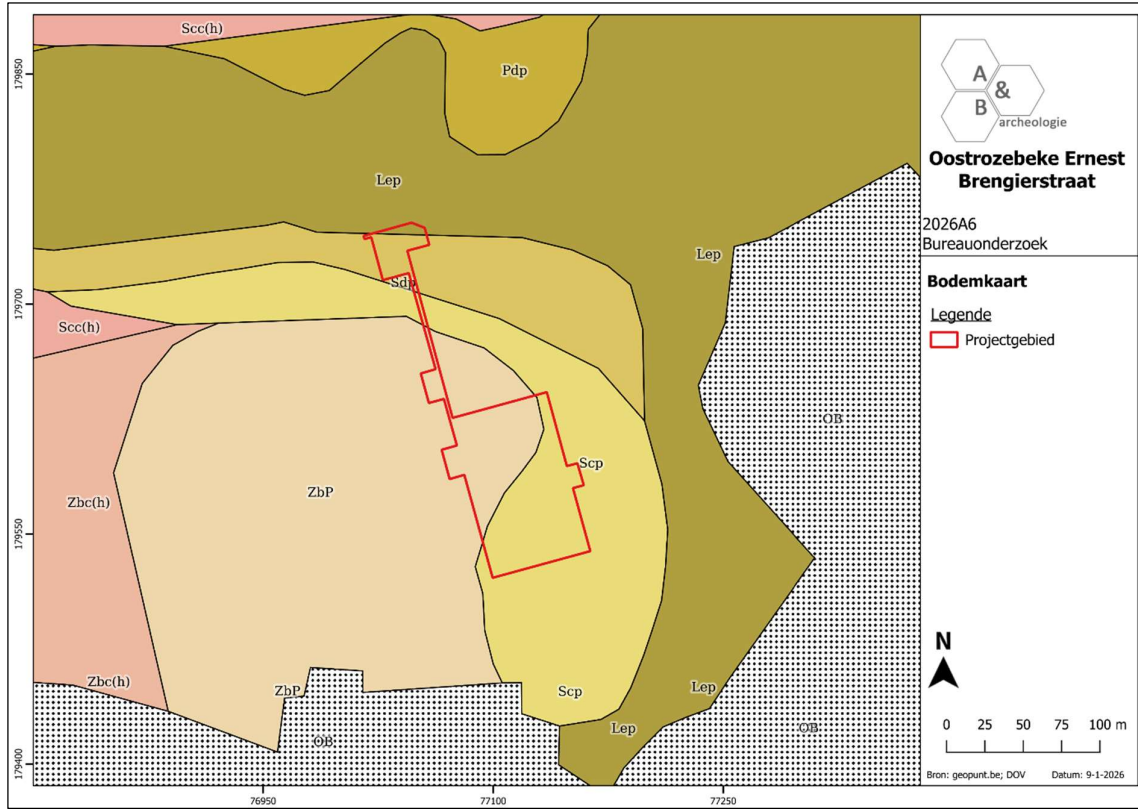 Scc(h)
Pdp
Lep
Lep
Sdp
Scc(h)
OB
Scp
ZbP
Zbc(h)
Zbc(h)
ZbP
Scp
Lep
Lep
OB
OB
179850
179700
179550
179400
76950
77100
77250
A
&
B
archeologie
Oostrozebeke Ernest
Brengierstraat
2026A6
Bureauonderzoek
Bodemkaart
Legende
Projectgebied
N
0 25 50 75 100 m
Bron: geopunt.be; DOV Datum: 9-1-2026